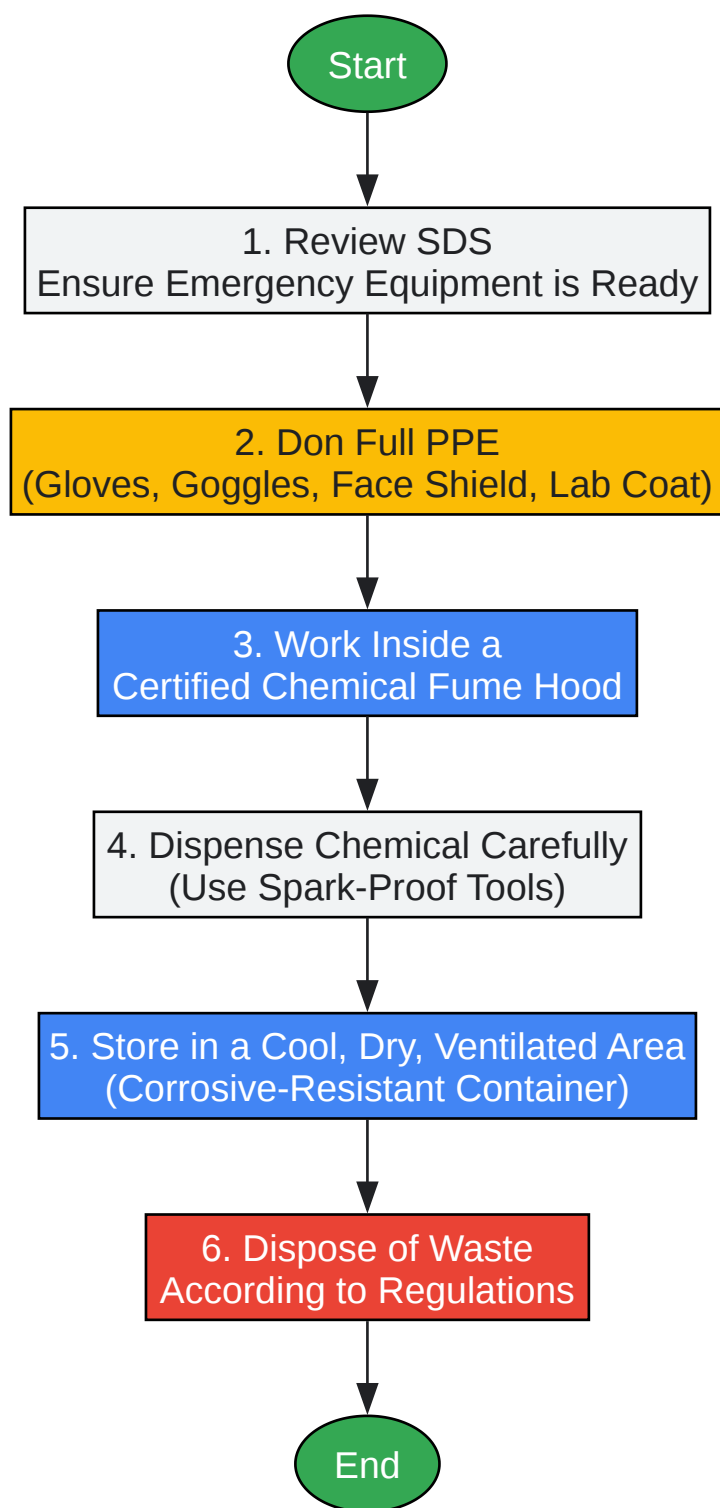 Start
1. Review SDS
Ensure Emergency Equipment is Ready
2. Don Full PPE
(Gloves, Goggles, Face Shield, Lab Coat)
3. Work Inside a
Certified Chemical Fume Hood
4. Dispense Chemical Carefully
(Use Spark-Proof Tools)
5. Store in a Cool, Dry, Ventilated Area
(Corrosive-Resistant Container)
6. Dispose of Waste
According to Regulations
End